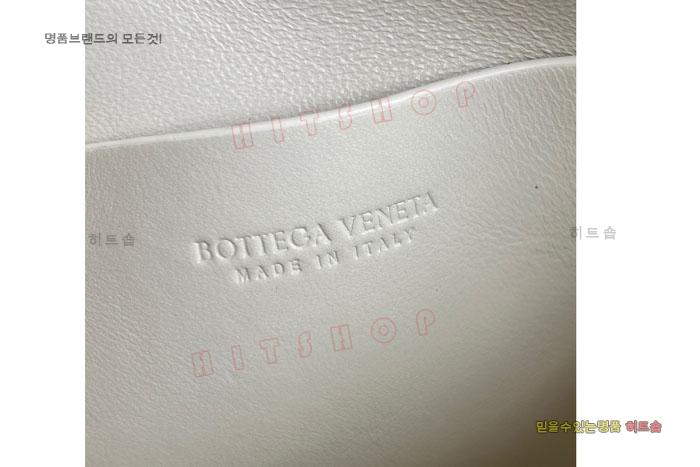 명품브랜드의 모든것!
HITSHOP
BOTTEGA VENETA
MADE IN ITALY
히트숍
히트숍
HITSHOP
믿을수있는명품 히트숍